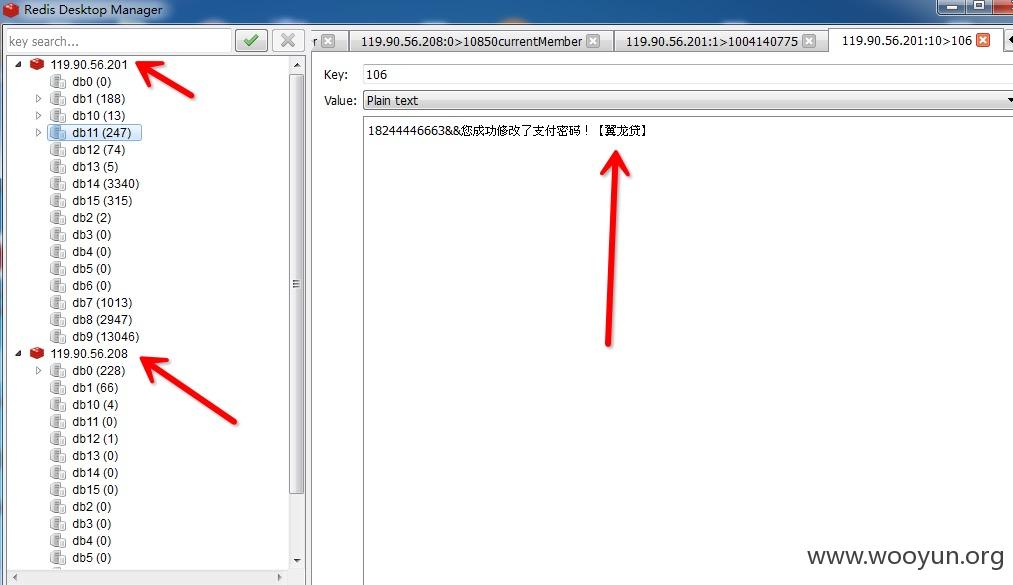 Redis Desktop Manager
key search...
r
119.90.56.208:0>10850currentMember
119.90.56.201:1>1004140775
119.90.56.201:10>106
119.90.56.201
db0 (0)
db1 (188)
db10 (13)
db11 (247)
db12 (74)
db13 (5)
db14 (3340)
db15 (315)
db2 (2)
db3 (0)
db4 (0)
db5 (0)
db6 (0)
db7 (1013)
db8 (2947)
db9 (13046)
119.90.56.208
db0 (228)
db1 (66)
db10 (4)
db11 (0)
db12 (1)
db13 (0)
db14 (0)
db15 (0)
db2 (0)
db3 (0)
db4 (0)
db5 (0)
Key:
106
Value:
Plain text
18244446663&&您成功修改了支付密码！【翼龙贷】
www.wooyun.org